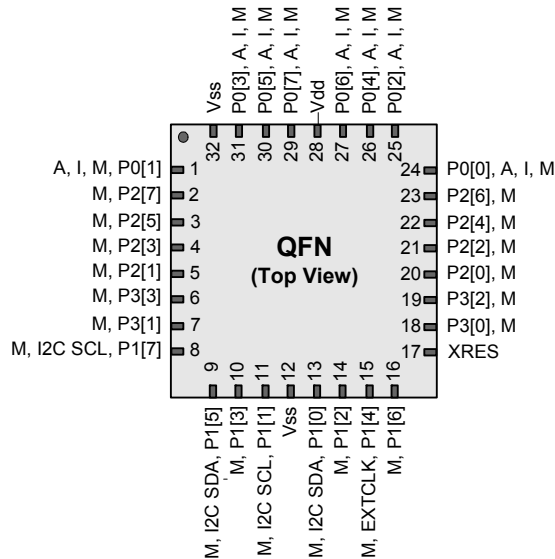 Vss
P0[3], A, I, M
P0[5], A, I, M
P0[7], A, I, M
Vdd
P0[6], A, I, M
P0[4], A, I, M
P0[2], A, I, M
32
31
30
29
28
27
26
25
A, I, M, P0[1] 1
M, P2[7] 2
M, P2[5] 3
M, P2[3] 4
M, P2[1] 5
M, P3[3] 6
M, P3[1] 7
M, I2C SCL, P1[7] 8
QFN
(Top View)
24 P0[0], A, I, M
23 P2[6], M
22 P2[4], M
21 P2[2], M
20 P2[0], M
19 P3[2], M
18 P3[0], M
17 XRES
9
10
11
12
13
14
15
16
M, I2C SDA, P1[5]
M, P1[3]
M, I2C SCL, P1[1]
Vss
M, I2C SDA, P1[0]
M, P1[2]
M, EXTCLK, P1[4]
M, P1[6]